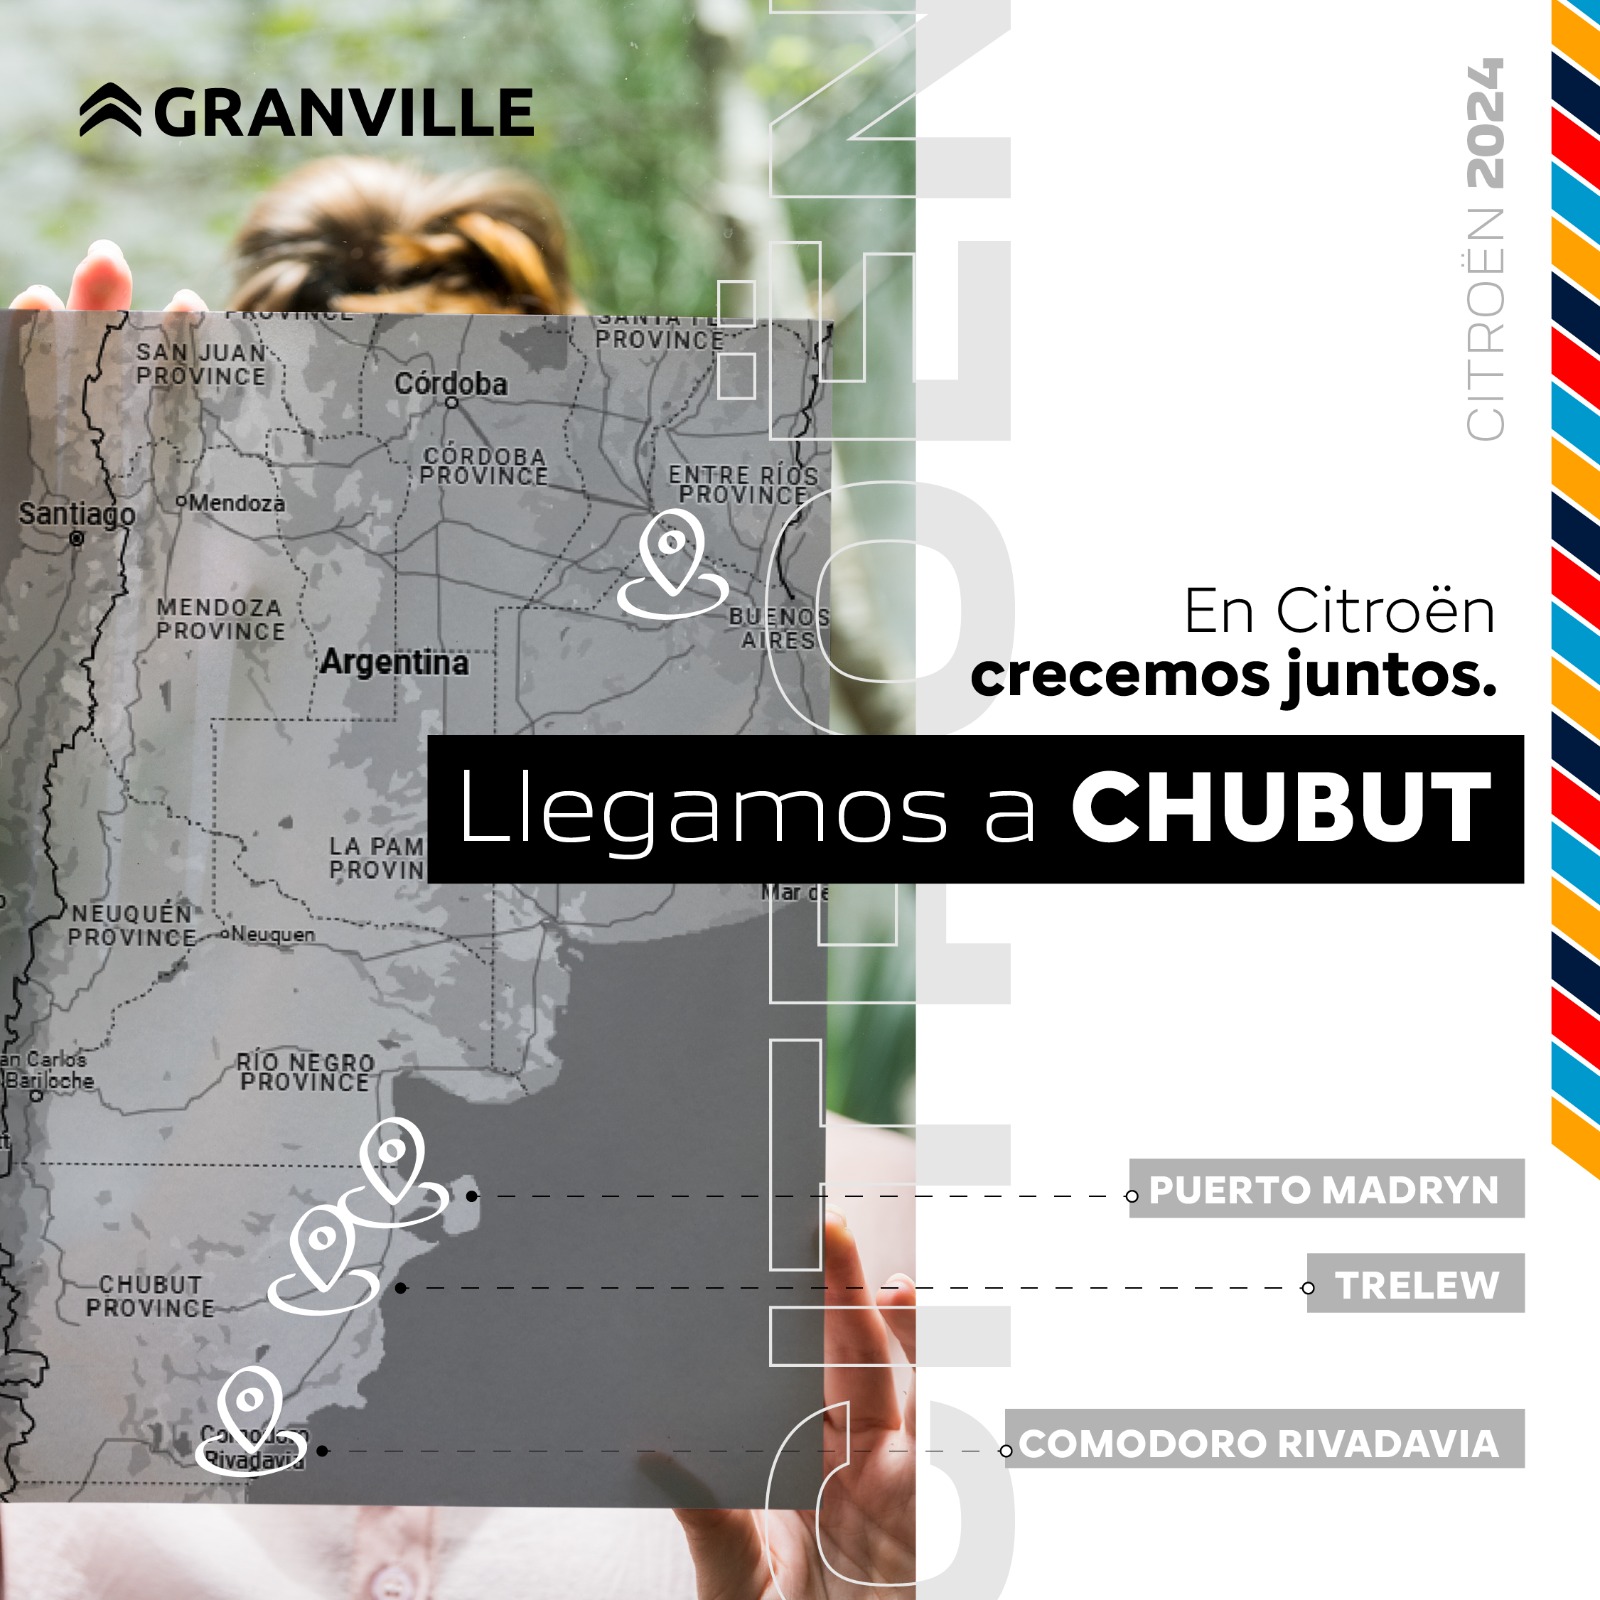 GRANVILLE
CITROËN 2024
CITROËN
PROVINCE
SAN JUAN
PROVINCE
SANTA FE
PROVINCE
Córdoba
CÓRDOBA
PROVINCE
ENTRE RÍOS
PROVINCE
Santiago
Mendoza
MENDOZA
PROVINCE
BUENOS
AIRES
Argentina
En Citroën
crecemos juntos.
Llegamos a CHUBUT
LA PAM
PROVIN
Mar de
NEUQUÉN
PROVINCE
Neuquen
an Carlos
Bariloche
RÍO NEGRO
PROVINCE
PUERTO MADRYN
CHUBUT
PROVINCE
TRELEW
Comodoro
Rivadavia
COMODORO RIVADAVIA